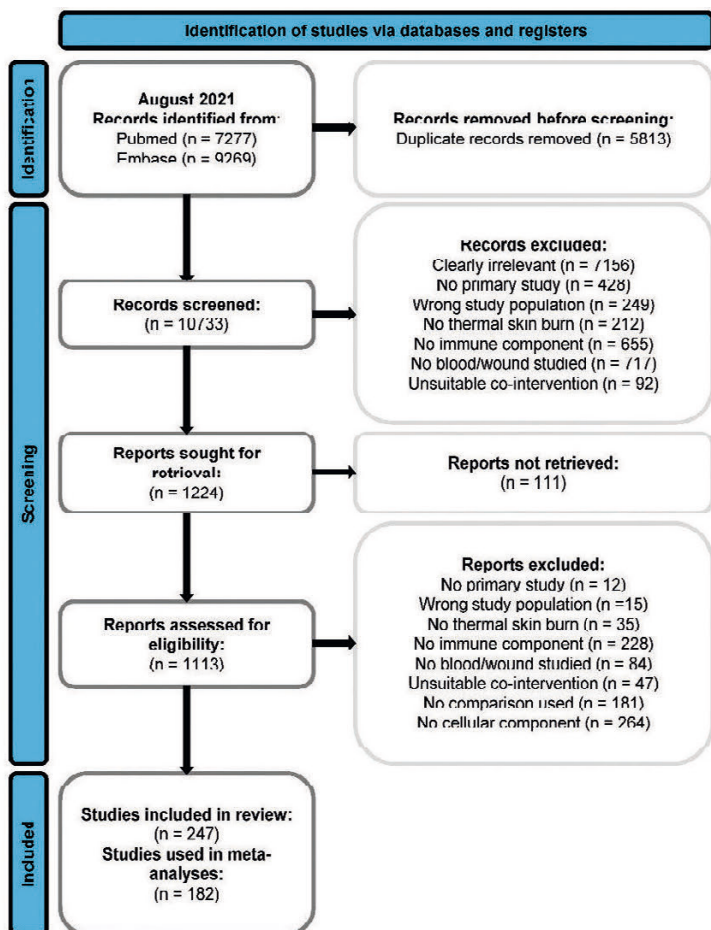 Identification of studies via databases and registers
Identification
August 2021
Records identified from:
Pubmed (n = 7277)
Embase (n = 9269)
Records removed before screening:
Duplicate records removed (n = 5813)
Screening
Records screened:
(n = 10733)
Records excluded:
Clearly irrelevant (n = 7156)
No primary study (n = 428)
Wrong study population (n = 249)
No thermal skin burn (n = 212)
No immune component (n = 655)
No blood/wound studied (n = 717)
Unsuitable co-intervention (n = 92)
Reports sought for
retrieval:
(n = 1224)
Reports not retrieved:
(n = 111)
Reports assessed for
eligibility:
(n = 1113)
Reports excluded:
No primary study (n = 12)
Wrong study population (n =15)
No thermal skin burn (n = 35)
No immune component (n = 228)
No blood/wound studied (n = 84)
Unsuitable co-intervention (n = 47)
No comparison used (n = 181)
No cellular component (n = 264)
Included
Studies included in review:
(n = 247)
Studies used in meta-
analyses:
(n = 182)